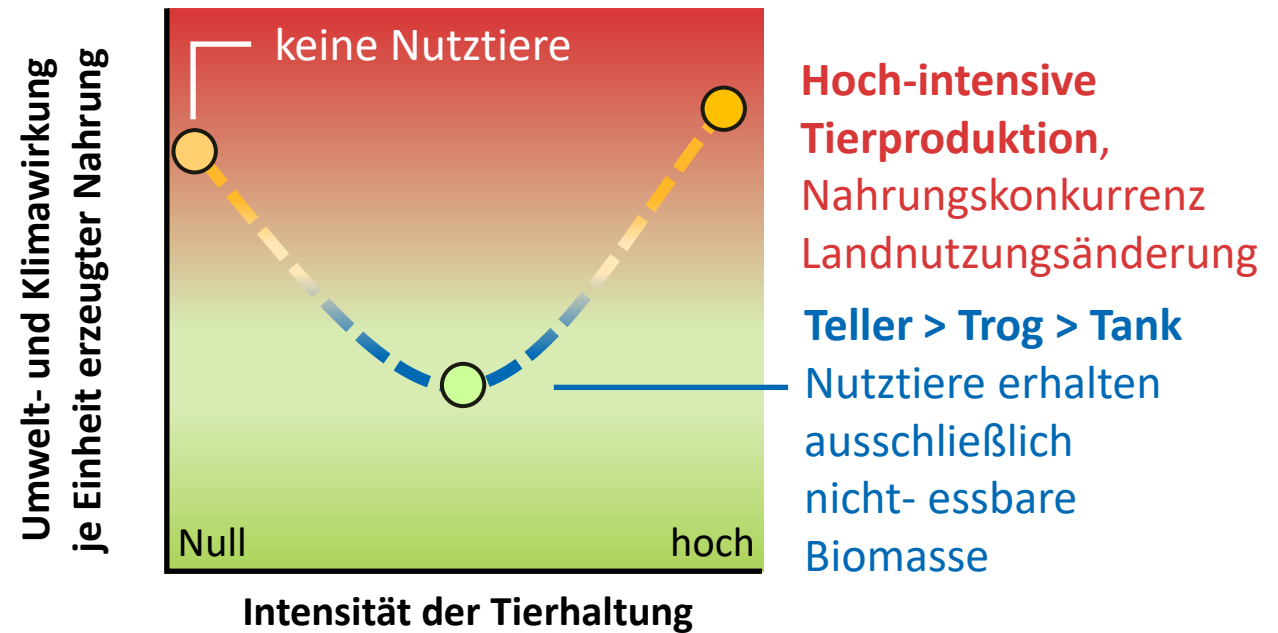 Umwelt- und Klimawirkung
je Einheit erzeugter Nahrung
keine Nutztiere
Null
hoch
Intensität der Tierhaltung
Hoch-intensive
Tierproduktion,
Nahrungskonkurrenz
Landnutzungsänderung
Teller > Trog > Tank
Nutztiere erhalten
ausschließlich
nicht- essbare
Biomasse